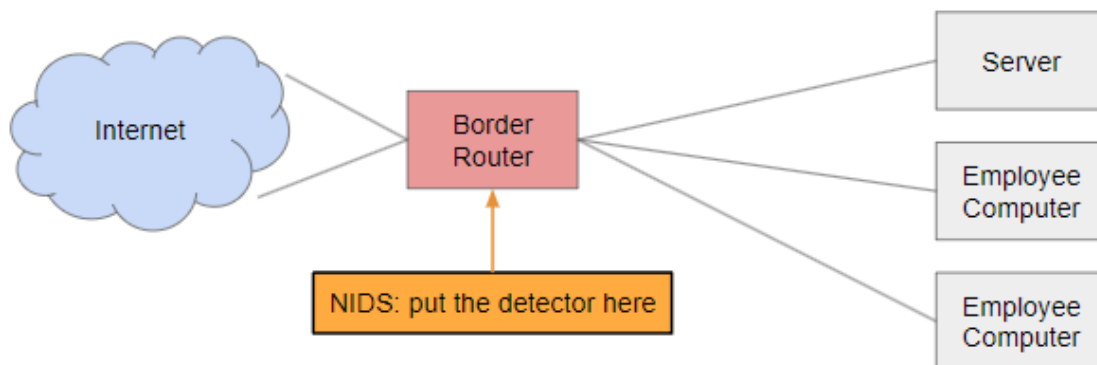 Internet
Border
Router
NIDS: put the detector here
Server
Employee
Computer
Employee
Computer